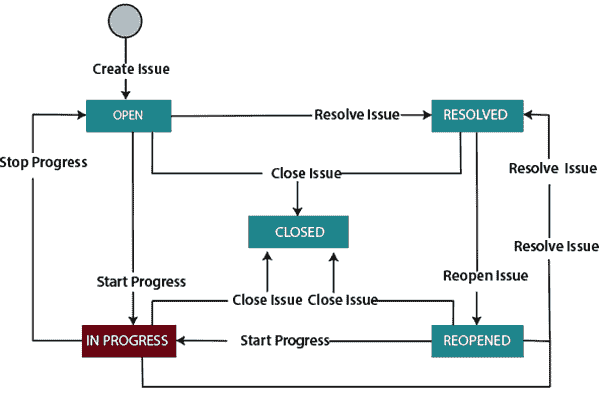 Create Issue
OPEN
Resolve Issue
RESOLVED
Stop Progress
Close Issue
Resolve Issue
CLOSED
Resolve Issue
Start Progress
Reopen Issue
Close Issue
Close Issue
IN PROGRESS
Start Progress
REOPENED